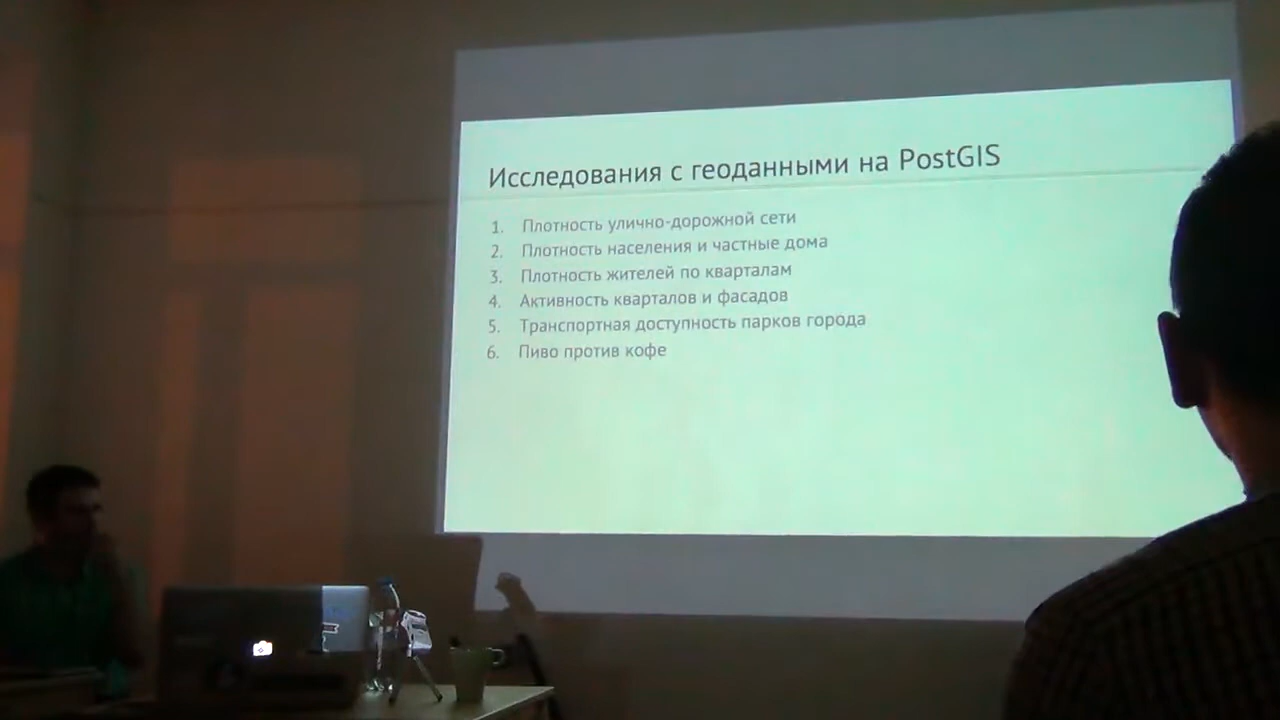 Исследования с геоданными на PostGIS
1. Плотность улично-дорожной сети
2. Плотность населения и частные дома
3. Плотность жителей по кварталам
4. Активность кварталов и фасадов
5. Транспортная доступность парков города
6. Пиво против кофе